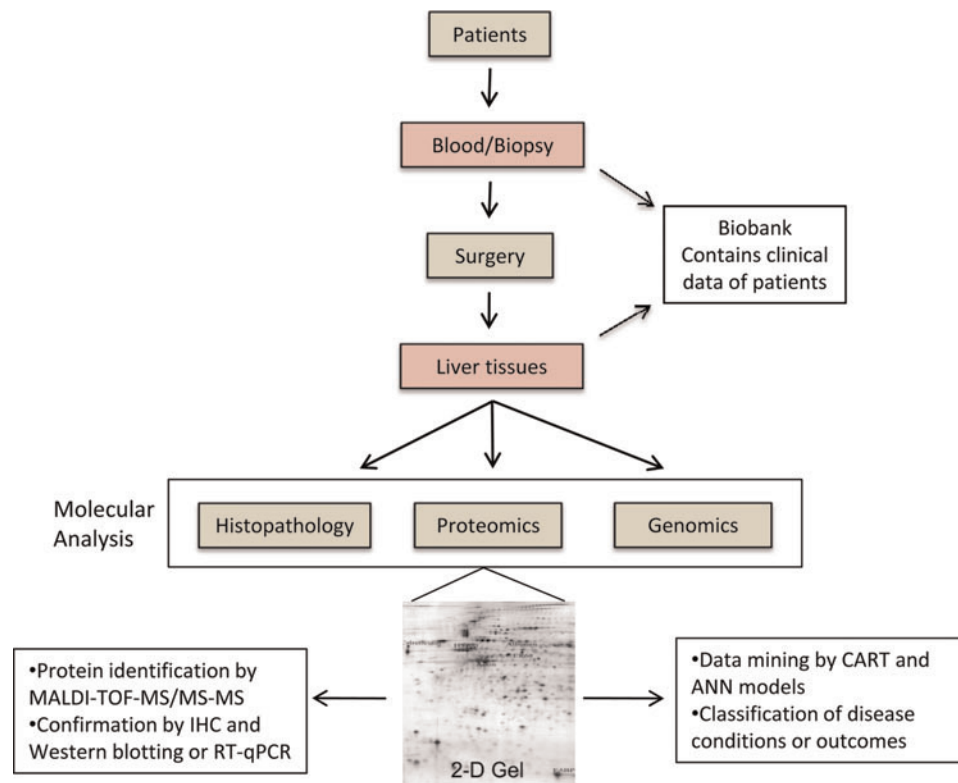 Patients
Blood/Biopsy
Biobank
Contains clinical
data of patients
Surgery
Liver tissues
Molecular
Analysis
Histopathology
Proteomics
Genomics
•Protein identification by
MALDI-TOF-MS/MS-MS
•Confirmation by IHC and
Western blotting or RT-qPCR
2-D Gel
•Data mining by CART and
ANN models
•Classification of disease
conditions or outcomes